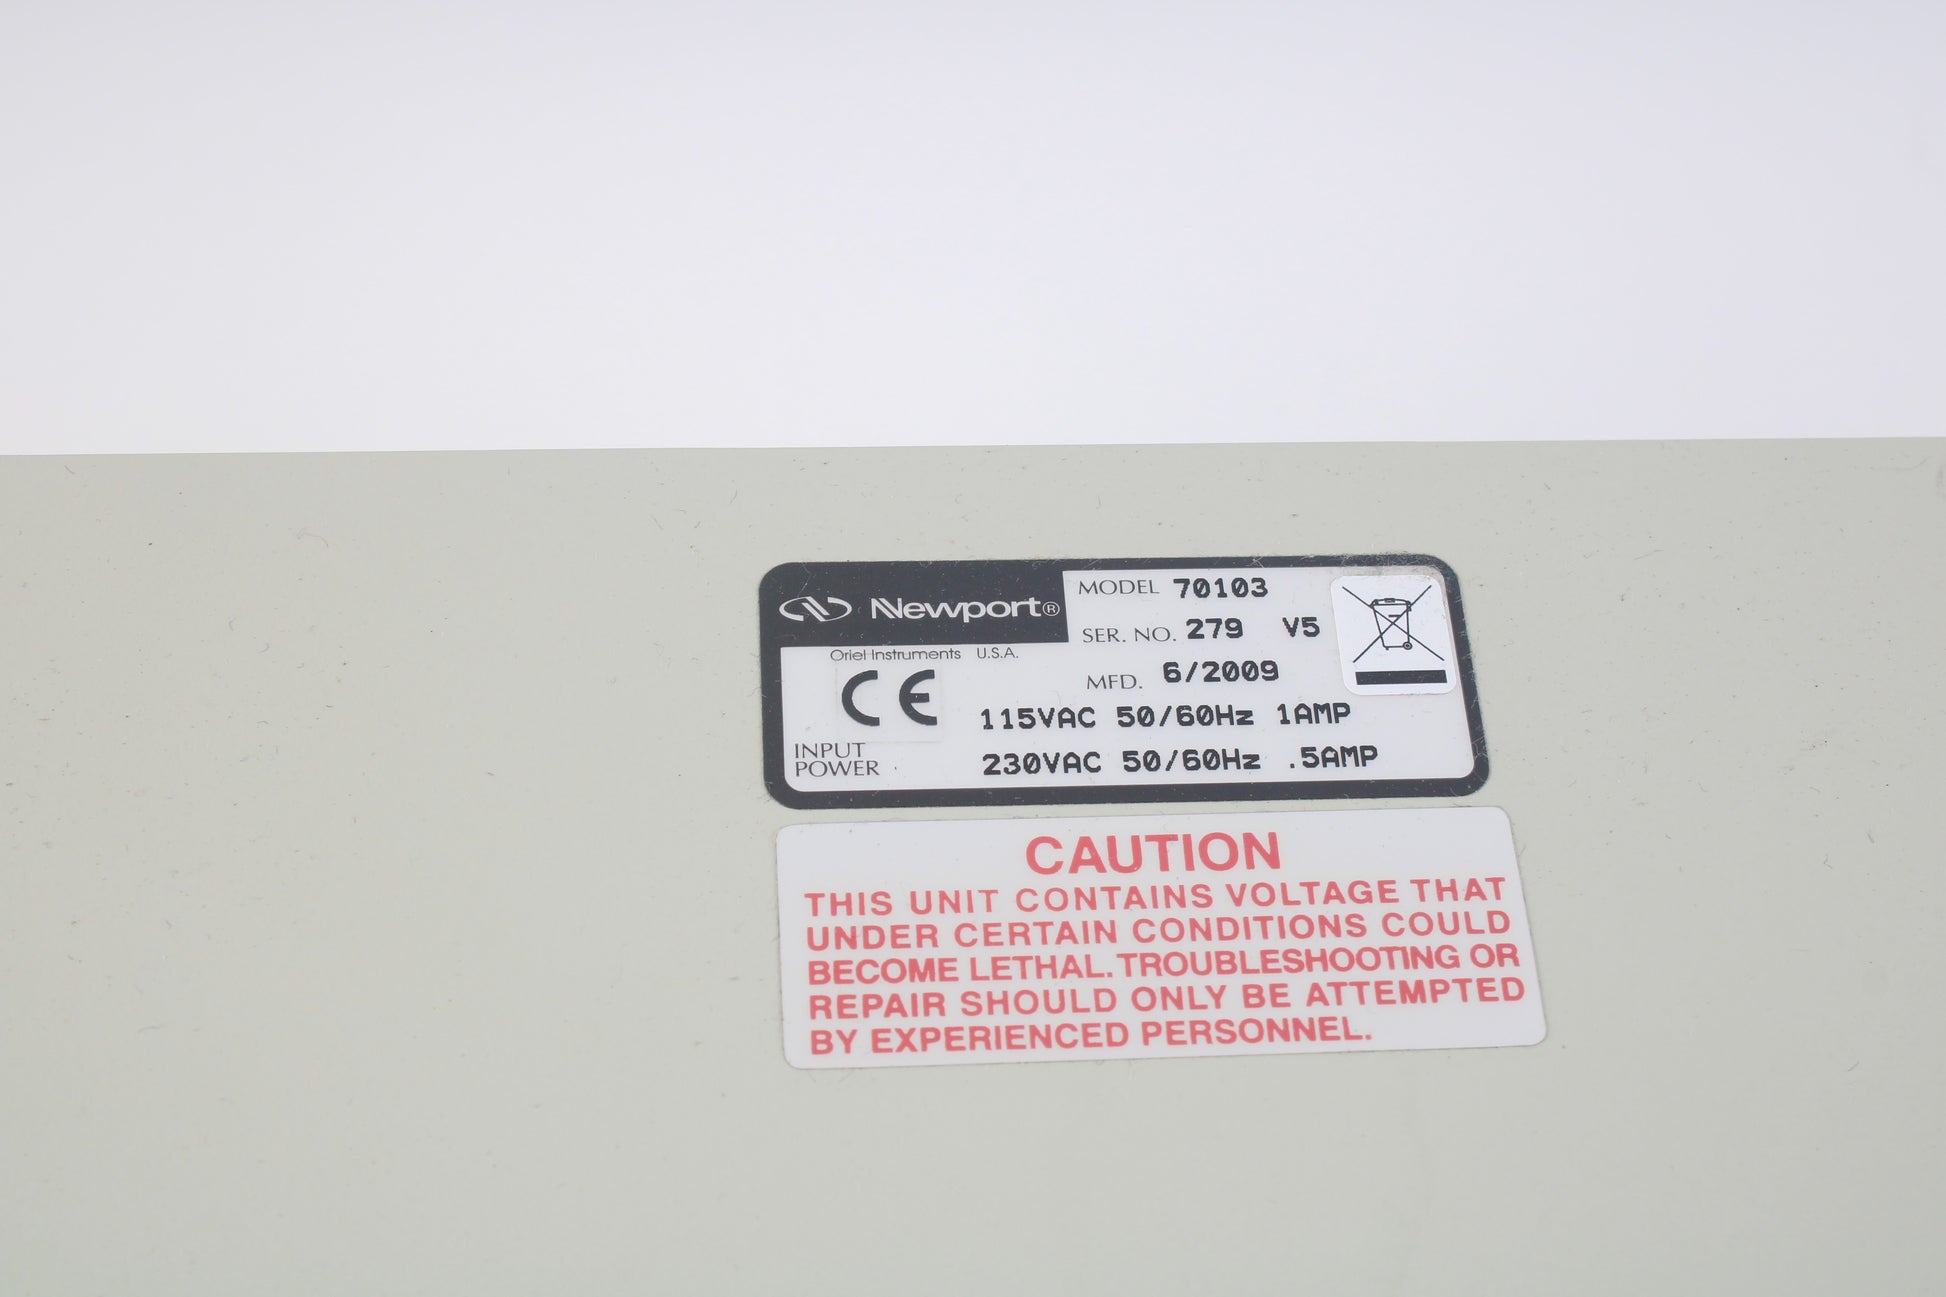 Newport®
MODEL 70103
SER. NO. 279 V5
Oriel Instruments U.S.A.
MFD. 6/2009
CE
115VAC 50/60Hz 1AMP
INPUT
POWER
230VAC 50/60Hz .5AMP
CAUTION
THIS UNIT CONTAINS VOLTAGE THAT
UNDER CERTAIN CONDITIONS COULD
BECOME LETHAL. TROUBLESHOOTING OR
REPAIR SHOULD ONLY BE ATTEMPTED
BY EXPERIENCED PERSONNEL.